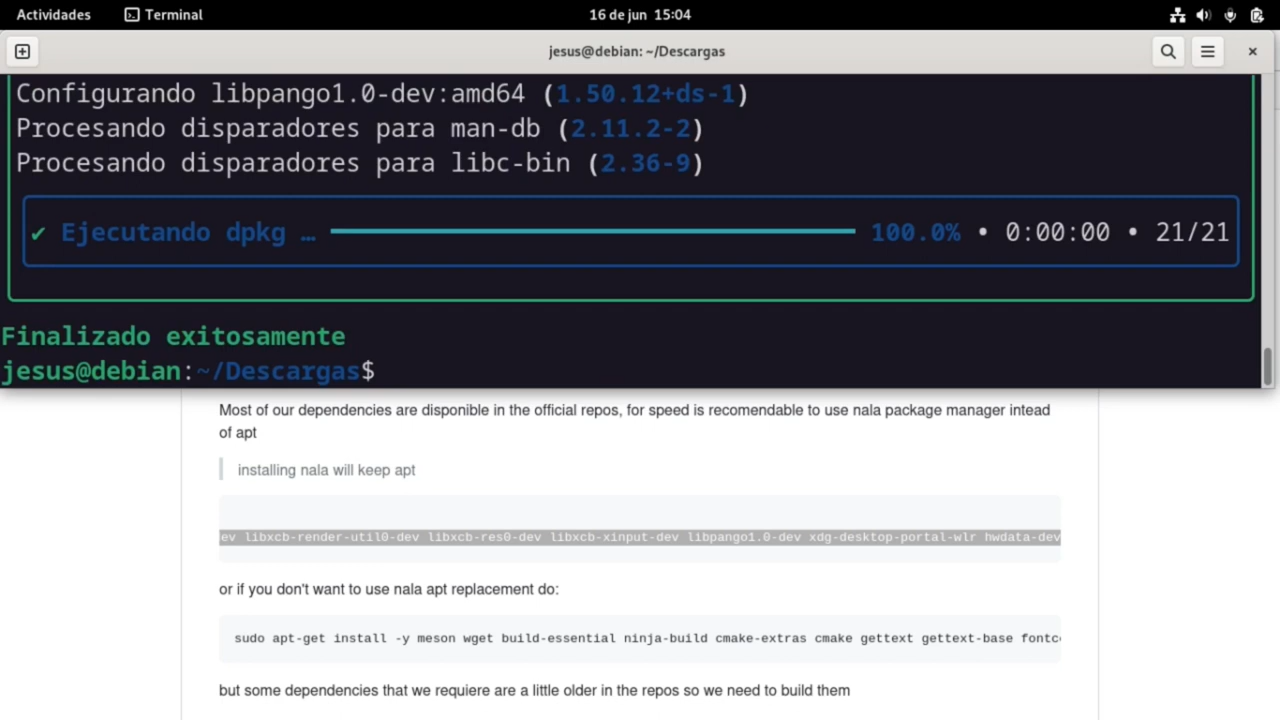 Actividades Terminal 16 de jun 15:04
jesus@debian: ~/Descargas
Configurando libpango1.0-dev:amd64 (1.50.12+ds-1)
Procesando disparadores para man-db (2.11.2-2)
Procesando disparadores para libc-bin (2.36-9)
✔ Ejecutando dpkg … 100.0% • 0:00:00 • 21/21
Finalizado exitosamente
jesus@debian:~/Descargas$
Most of our dependencies are disponible in the official repos, for speed is recomendable to use nala package manager intead
of apt
installing nala will keep apt
ev libxcb-render-util0-dev libxcb-res0-dev libxcb-xinput-dev libpango1.0-dev xdg-desktop-portal-wlr hwdata-dev
or if you don't want to use nala apt replacement do:
sudo apt-get install -y meson wget build-essential ninja-build cmake-extras cmake gettext gettext-base fontc
but some dependencies that we requiere are a little older in the repos so we need to build them